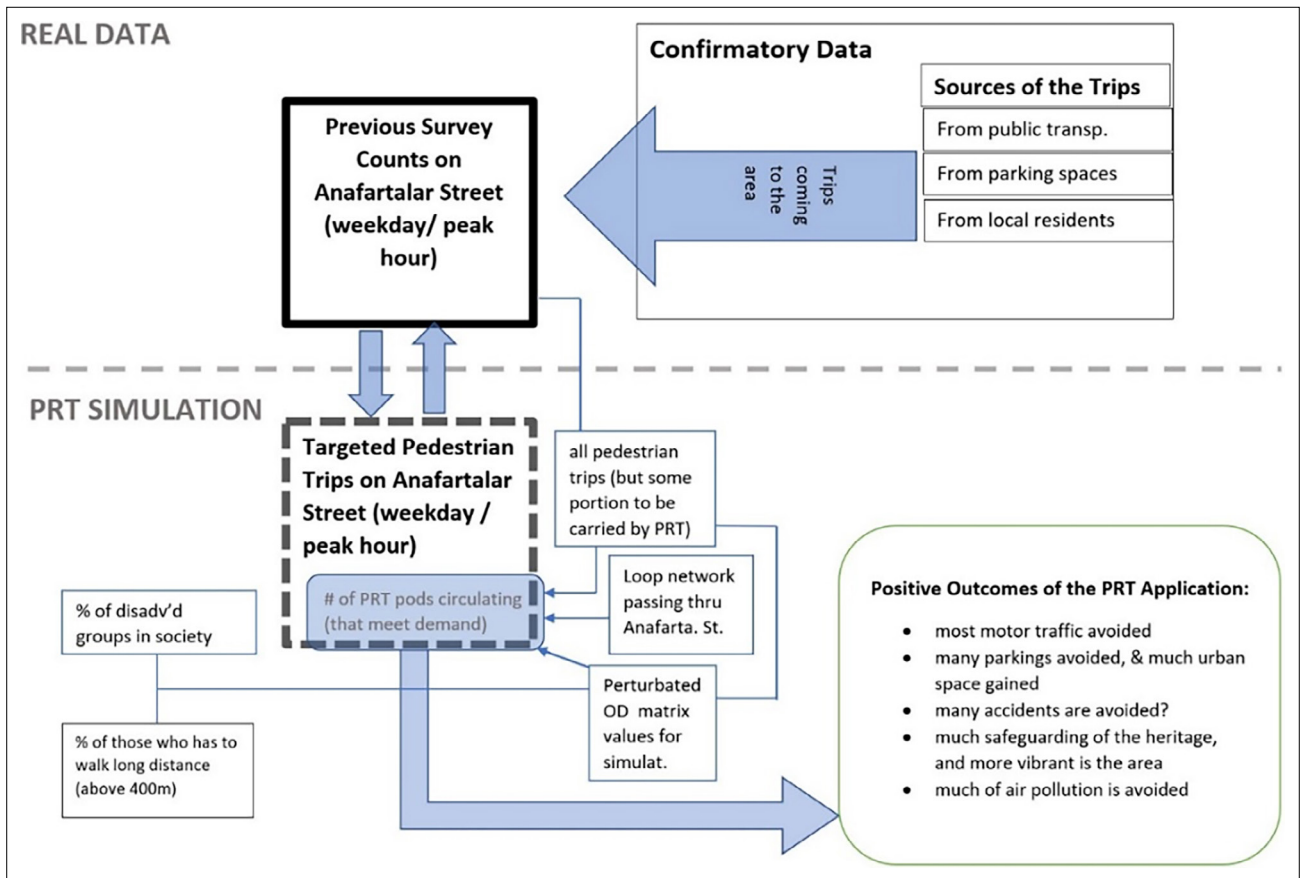 REAL DATA
Confirmatory Data
Sources of the Trips
From public transp.
From parking spaces
From local residents
Trips
coming
to the
area
Previous Survey
Counts on
Anafartalar Street
(weekday/ peak
hour)
PRT SIMULATION
Targeted Pedestrian
Trips on Anafartalar
Street (weekday /
peak hour)
# of PRT pods circulating
(that meet demand)
all pedestrian
trips (but some
portion to be
carried by PRT)
Loop network
passing thru
Anafarta. St.
Perturbated
OD matrix
values for
simulat.
% of disadv'd
groups in society
% of those who has to
walk long distance
(above 400m)
Positive Outcomes of the PRT Application:
• most motor traffic avoided
• many parkings avoided, & much urban
space gained
• many accidents are avoided?
• much safeguarding of the heritage,
and more vibrant is the area
• much of air pollution is avoided